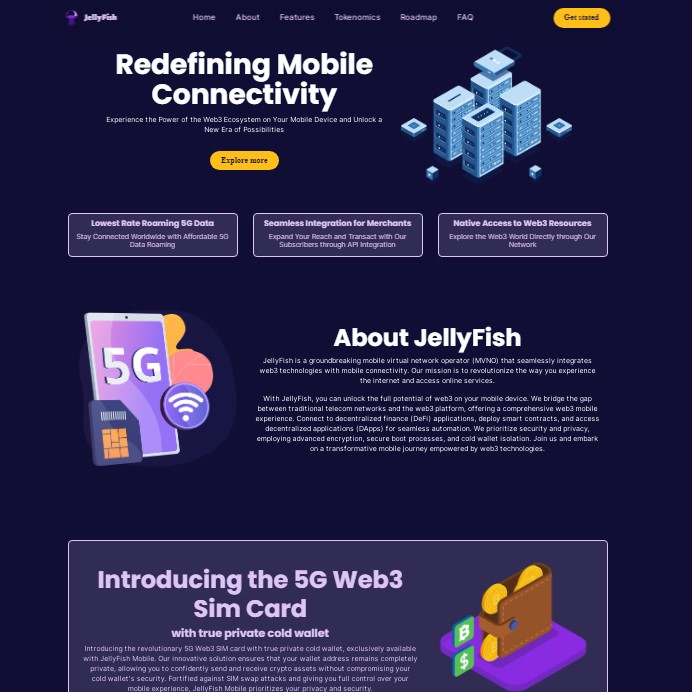 JellyFish
Home About Features Tokenomics Roadmap FAQ
Get stated
Redefining Mobile
Connectivity
Experience the Power of the Web3 Ecosystem on Your Mobile Device and Unlock a
New Era of Possibilities
Explore more
Lowest Rate Roaming 5G Data
Stay Connected Worldwide with Affordable 5G
Data Roaming
Seamless Integration for Merchants
Expand Your Reach and Transact with Our
Subscribers through API Integration
Native Access to Web3 Resources
Explore the Web3 World Directly through Our
Network
5G
About JellyFish
JellyFish is a groundbreaking mobile virtual network operator (MVNO) that seamlessly integrates
web3 technologies with mobile connectivity. Our mission is to revolutionize the way you experience
the internet and access online services.
With JellyFish, you can unlock the full potential of web3 on your mobile device. We bridge the gap
between traditional telecom networks and the web3 platform, offering a comprehensive web3 mobile
experience. Connect to decentralized finance (DeFi) applications, deploy smart contracts, and access
decentralized applications (DApps) for seamless automation. We prioritize security and privacy,
employing advanced encryption, secure boot processes, and cold wallet isolation. Join us and embark
on a transformative mobile journey empowered by web3 technologies.
Introducing the 5G Web3
Sim Card
with true private cold wallet
Introducing the revolutionary 5G Web3 SIM card with true private cold wallet, exclusively available
with JellyFish Mobile. Our innovative solution ensures that your wallet address remains completely
private, allowing you to confidently send and receive crypto assets without compromising your
cold wallet's security. Fortified against SIM swap attacks and giving you full control over your
mobile experience, JellyFish Mobile prioritizes your privacy and security.
₿
$